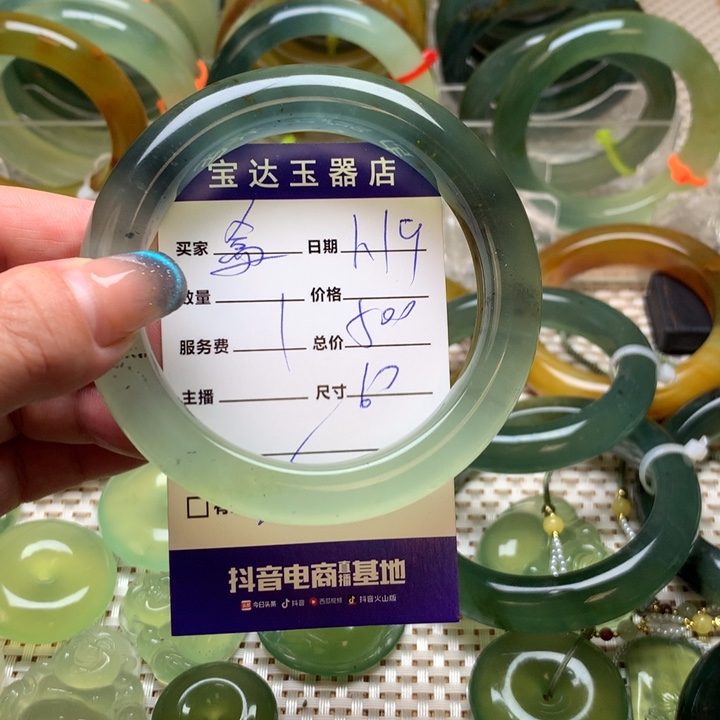 宝达玉器店
买家 日期
数量 价格
服务费 1 总价 500
主播 尺寸 60
抖音电商直播基地
今日头条 抖音 西瓜视频 抖音火山版